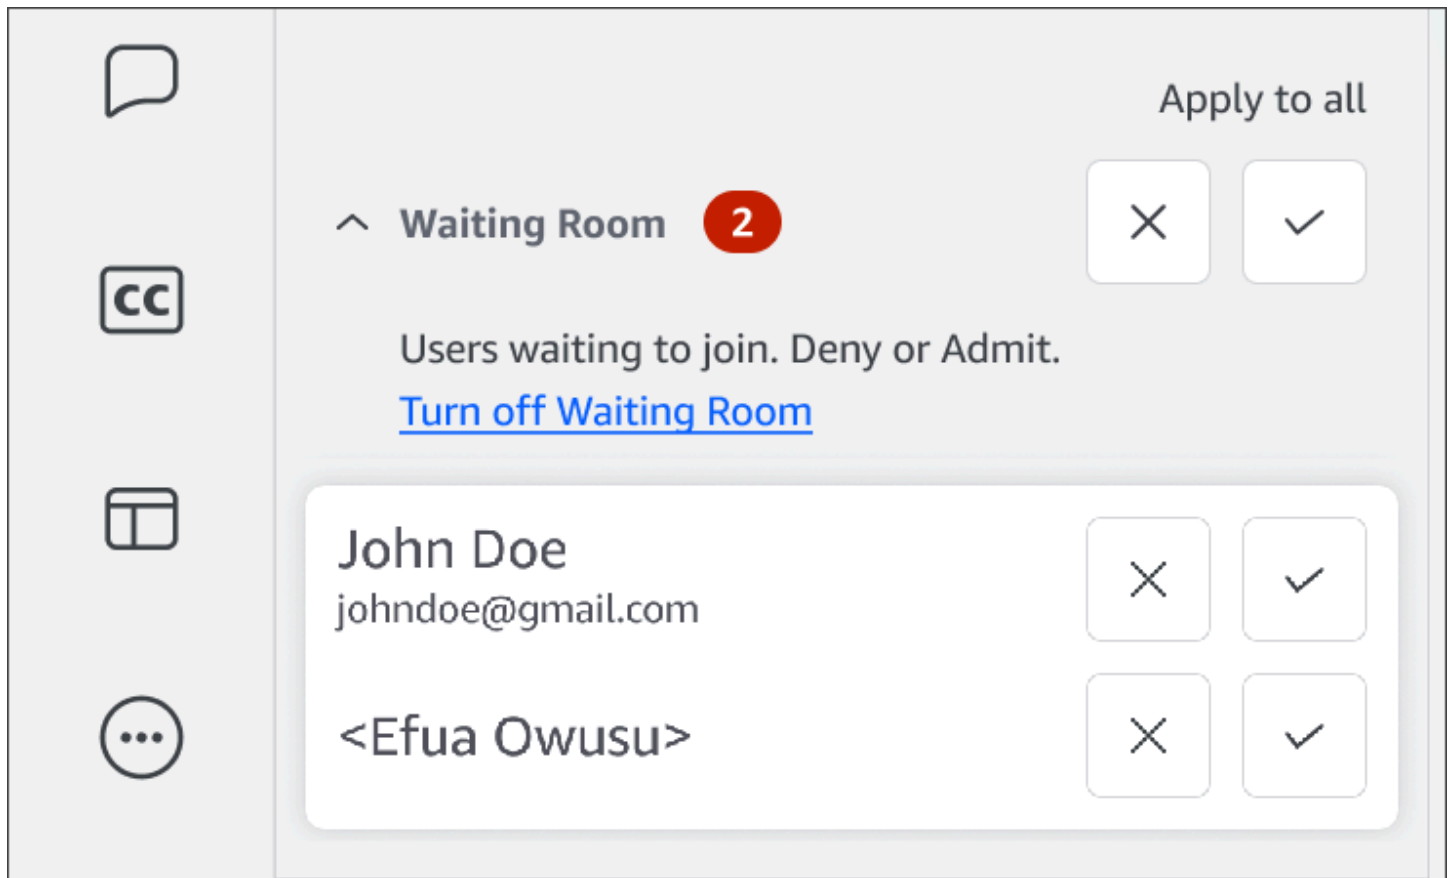 Apply to all
Waiting Room 2
CC
Users waiting to join. Deny or Admit.
Turn off Waiting Room
John Doe
johndoe@gmail.com
<Efua Owusu>